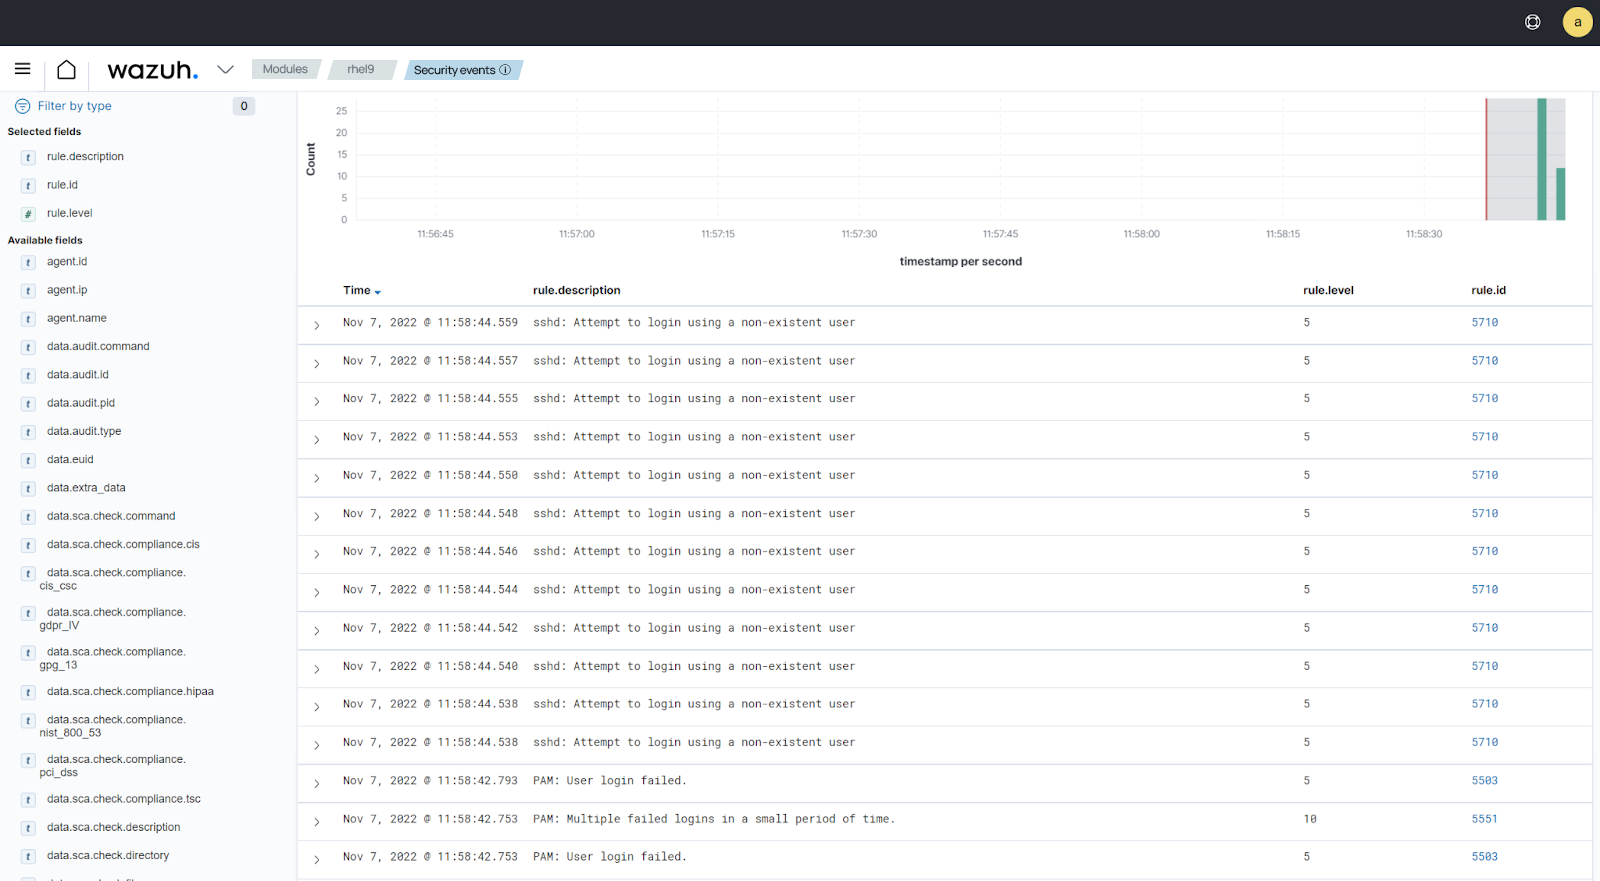 a
wazuh.
Modules
rhel9
Security events
Filter by type
0
Selected fields
t rule.description
t rule.id
# rule.level
Available fields
t agent.id
t agent.ip
t agent.name
t data.audit.command
t data.audit.id
t data.audit.pid
t data.audit.type
t data.euid
t data.extra_data
t data.sca.check.command
t data.sca.check.compliance.cis
t data.sca.check.compliance.
cis_csc
t data.sca.check.compliance.
gdpr_IV
t data.sca.check.compliance.
gpg_13
t data.sca.check.compliance.hipaa
t data.sca.check.compliance.
nist_800_53
t data.sca.check.compliance.
pci_dss
t data.sca.check.compliance.tsc
t data.sca.check.description
t data.sca.check.directory
Count
25
20
15
10
5
0
11:56:45 11:57:00 11:57:15 11:57:30 11:57:45 11:58:00 11:58:15 11:58:30
timestamp per second
Time rule.description rule.level rule.id
Nov 7, 2022 @ 11:58:44.559 sshd: Attempt to login using a non-existent user 5 5710
Nov 7, 2022 @ 11:58:44.557 sshd: Attempt to login using a non-existent user 5 5710
Nov 7, 2022 @ 11:58:44.555 sshd: Attempt to login using a non-existent user 5 5710
Nov 7, 2022 @ 11:58:44.553 sshd: Attempt to login using a non-existent user 5 5710
Nov 7, 2022 @ 11:58:44.550 sshd: Attempt to login using a non-existent user 5 5710
Nov 7, 2022 @ 11:58:44.548 sshd: Attempt to login using a non-existent user 5 5710
Nov 7, 2022 @ 11:58:44.546 sshd: Attempt to login using a non-existent user 5 5710
Nov 7, 2022 @ 11:58:44.544 sshd: Attempt to login using a non-existent user 5 5710
Nov 7, 2022 @ 11:58:44.542 sshd: Attempt to login using a non-existent user 5 5710
Nov 7, 2022 @ 11:58:44.540 sshd: Attempt to login using a non-existent user 5 5710
Nov 7, 2022 @ 11:58:44.538 sshd: Attempt to login using a non-existent user 5 5710
Nov 7, 2022 @ 11:58:44.538 sshd: Attempt to login using a non-existent user 5 5710
Nov 7, 2022 @ 11:58:42.793 PAM: User login failed. 5 5503
Nov 7, 2022 @ 11:58:42.753 PAM: Multiple failed logins in a small period of time. 10 5551
Nov 7, 2022 @ 11:58:42.753 PAM: User login failed. 5 5503